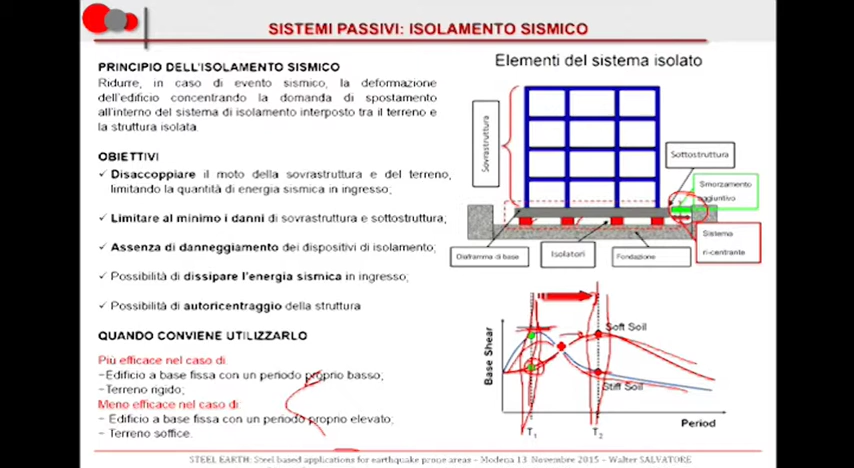 SISTEMI PASSIVI: ISOLAMENTO SISMICO
PRINCIPIO DELL'ISOLAMENTO SISMICO
Ridurre, in caso di evento sismico, la deformazione
dell'edificio concentrando la domanda di spostamento
all'interno del sistema di isolamento interposto tra il terreno e
la struttura isolata.
OBIETTIVI
✓ Disaccoppiare il moto della sovrastruttura e del terreno,
limitando la quantità di energia sismica in ingresso;
✓ Limitare al minimo i danni di sovrastruttura e sottostruttura;
✓ Assenza di danneggiamento dei dispositivi di isolamento;
✓ Possibilità di dissipare l'energia sismica in ingresso;
✓ Possibilità di autoricentraggio della struttura
QUANDO CONVIENE UTILIZZARLO
Più efficace nel caso di
-Edificio a base fissa con un periodo proprio basso;
-Terreno rigido;
Meno efficace nel caso di:
- Edificio a base fissa con un periodo proprio elevato;
- Terreno soffice.
Elementi del sistema isolato
Sovrastruttura
Sottostruttura
Smorzamento
aggiuntivo
Sistema
ri-centrante
Diaframma di base
Isolatori
Fondazione
Base Shear
Soft Soil
Stiff Soil
Period
T1
T2
STEEL EARTH: Steel based applications for earthquake prone areas – Modena 13 Novembre 2015 – Walter SALVATORE